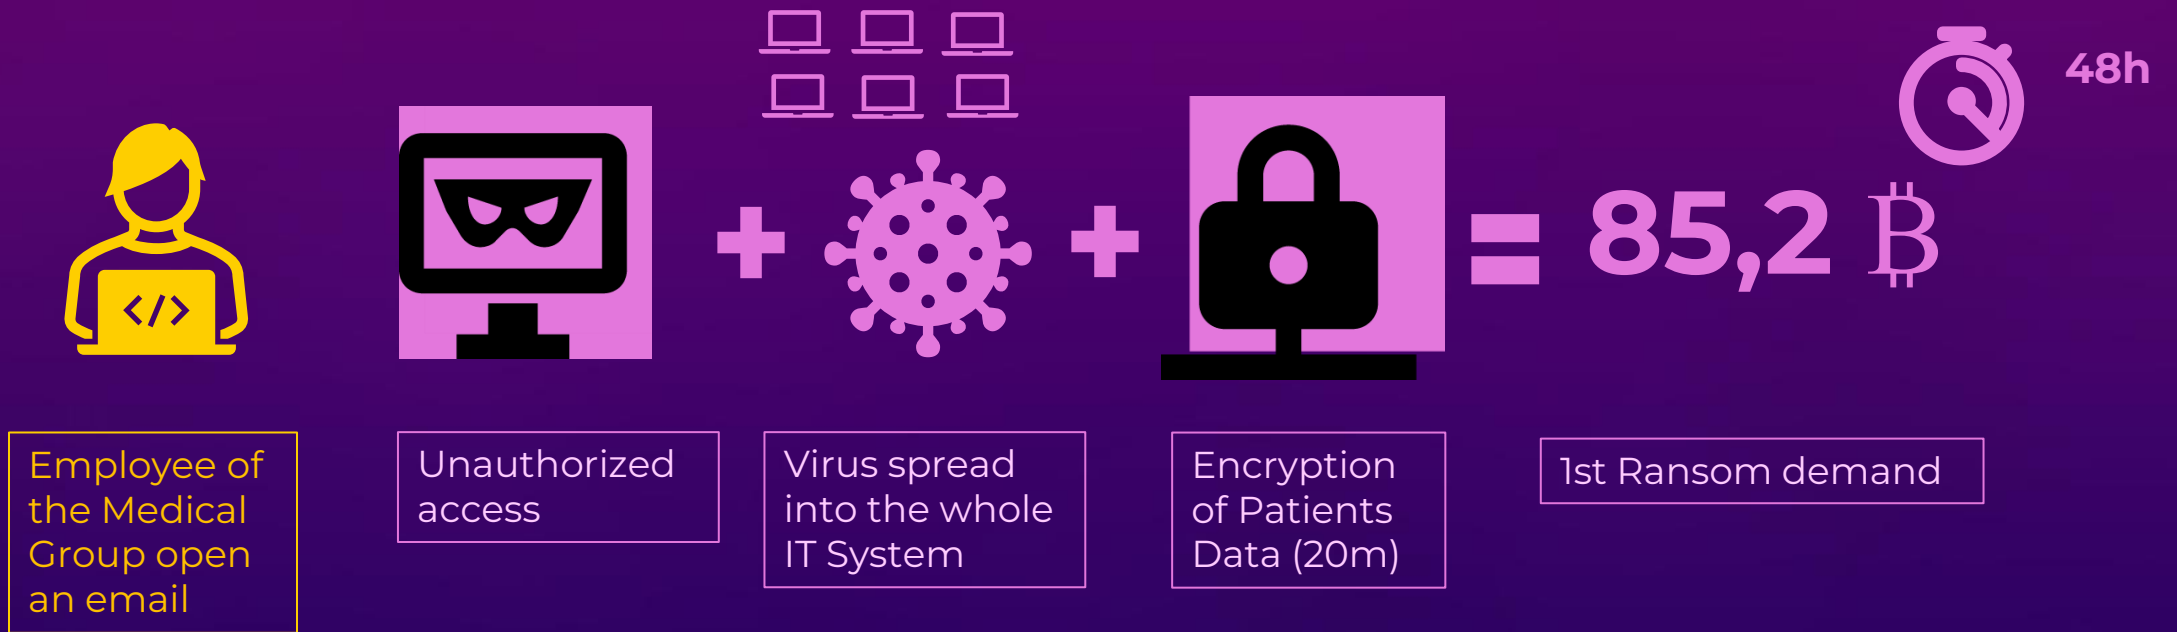 48h
</>
85,2 ₿
Employee of
the Medical
Group open
an email
Unauthorized
access
Virus spread
into the whole
IT System
Encryption
of Patients
Data (20m)
1st Ransom demand